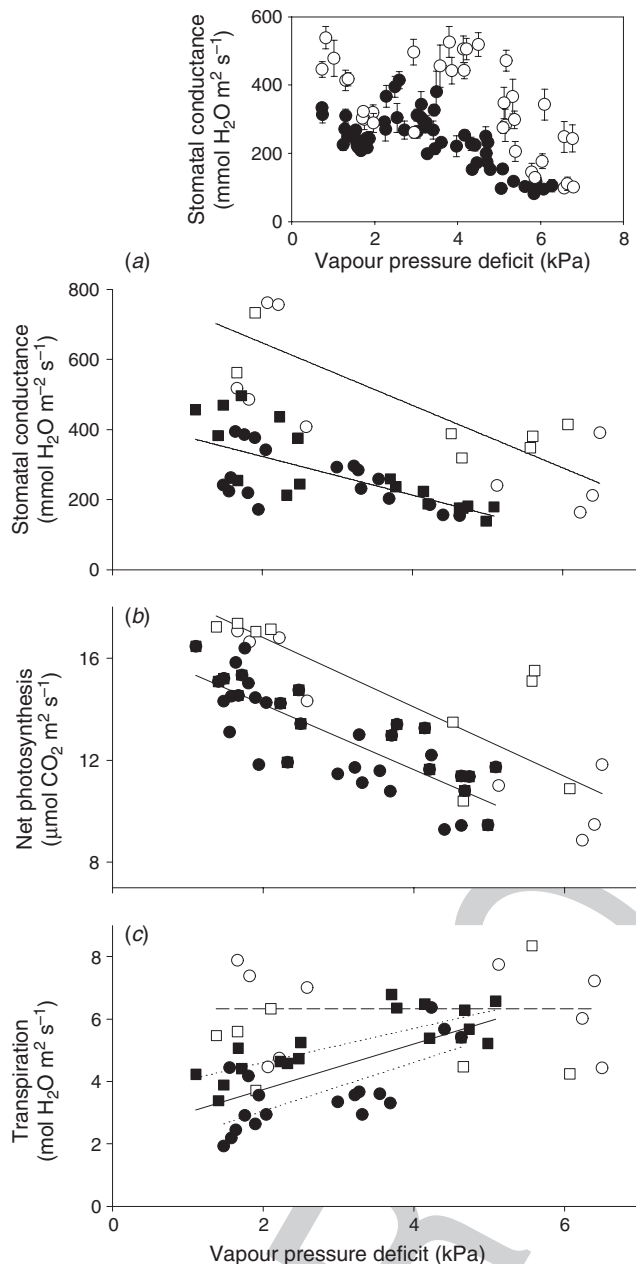 600
400
200
0
Stomatal conductance
(mmol H₂O m² s⁻¹)
0 2 4 6 8
Vapour pressure deficit (kPa)
(a)
800
600
400
200
0
Stomatal conductance
(mmol H₂O m⁻² s⁻¹)
(b)
16
12
8
Net photosynthesis
(μmol CO₂ m² s⁻¹)
(c)
8
6
4
2
0
Transpiration
(mol H₂O m² s⁻¹)
0 2 4 6
Vapour pressure deficit (kPa)